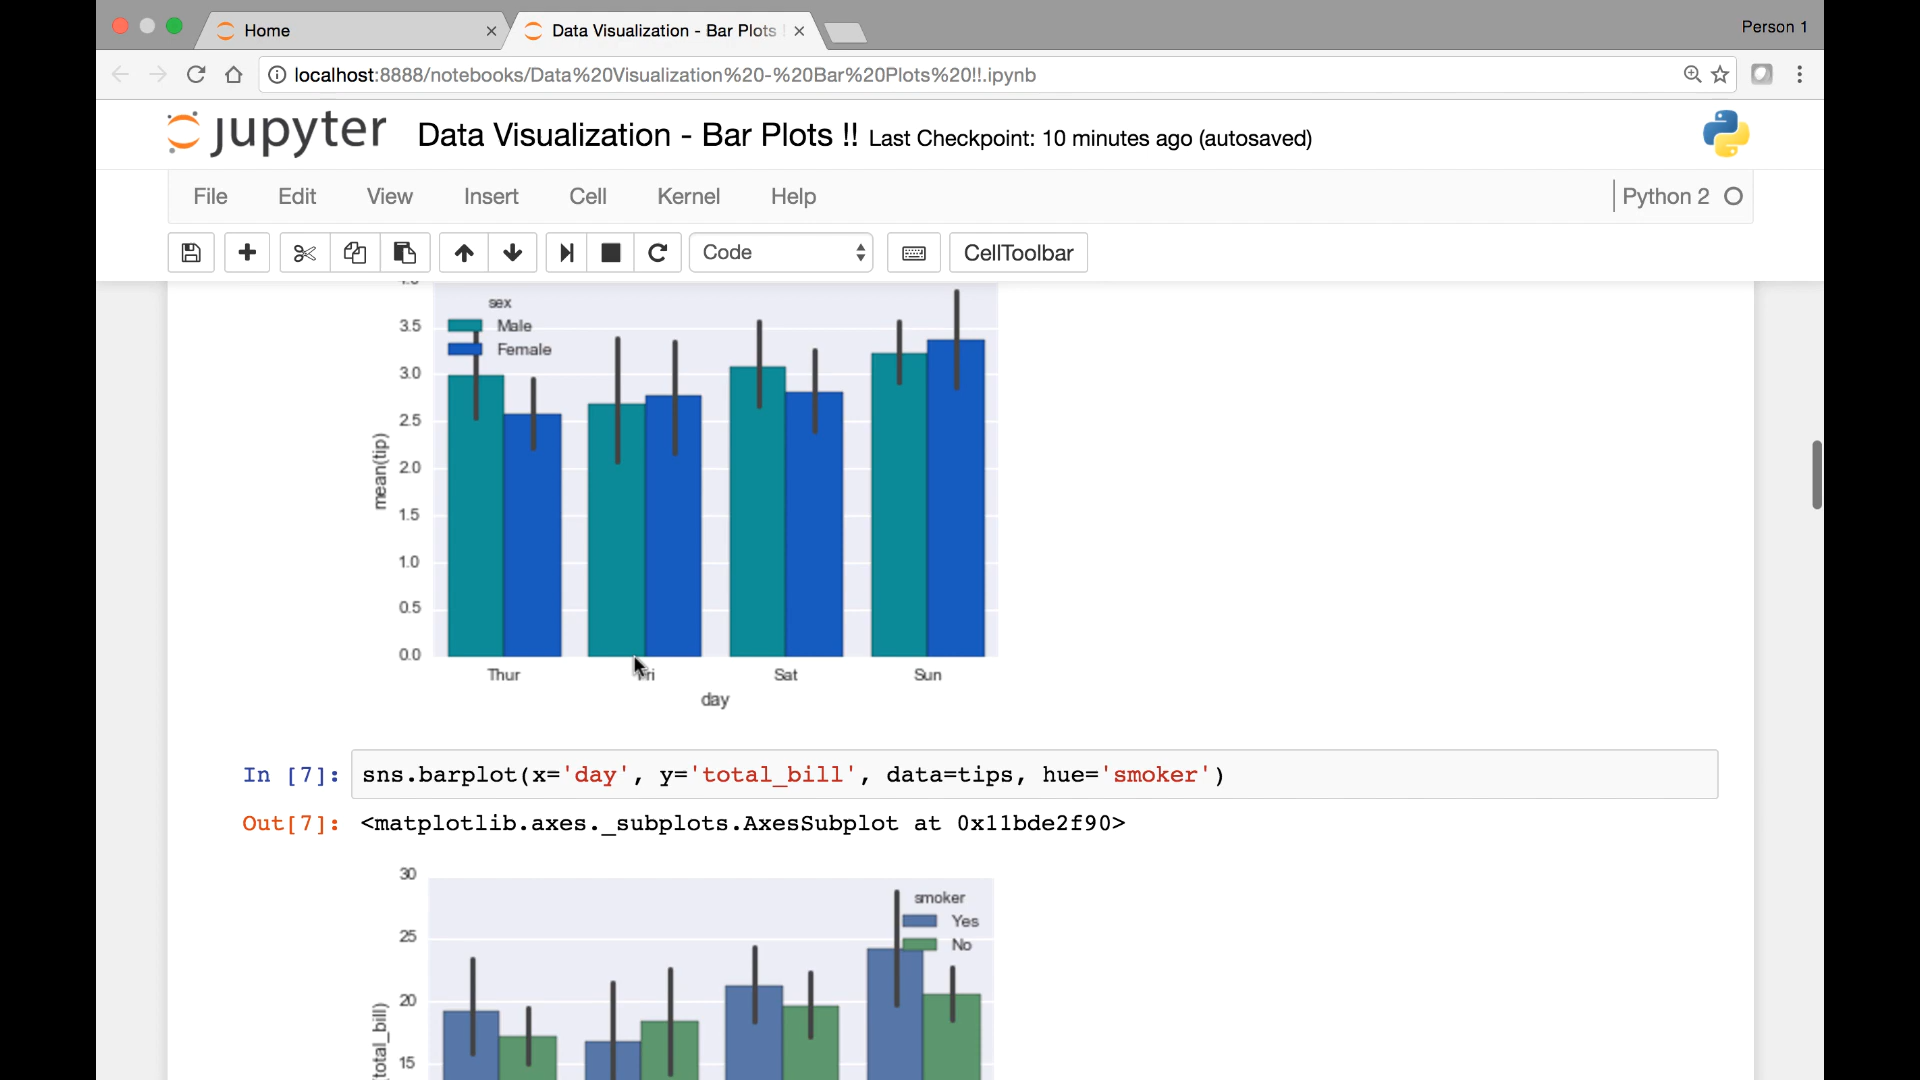 Home
Data Visualization - Bar Plots
Person 1
localhost:8888/notebooks/Data%20Visualization%20-%20Bar%20Plots%20!!.ipynb
jupyter Data Visualization - Bar Plots !! Last Checkpoint: 10 minutes ago (autosaved)
File Edit View Insert Cell Kernel Help Python 2
Code CellToolbar
sex
Male
Female
3.5
3.0
2.5
2.0
1.5
1.0
0.5
0.0
mean(tip)
Thur Fri Sat Sun
day
In [7]: sns.barplot(x='day', y='total_bill', data=tips, hue='smoker')
Out[7]: <matplotlib.axes._subplots.AxesSubplot at 0x11bde2f90>
30
25
20
15
(total_bill)
smoker
Yes
No